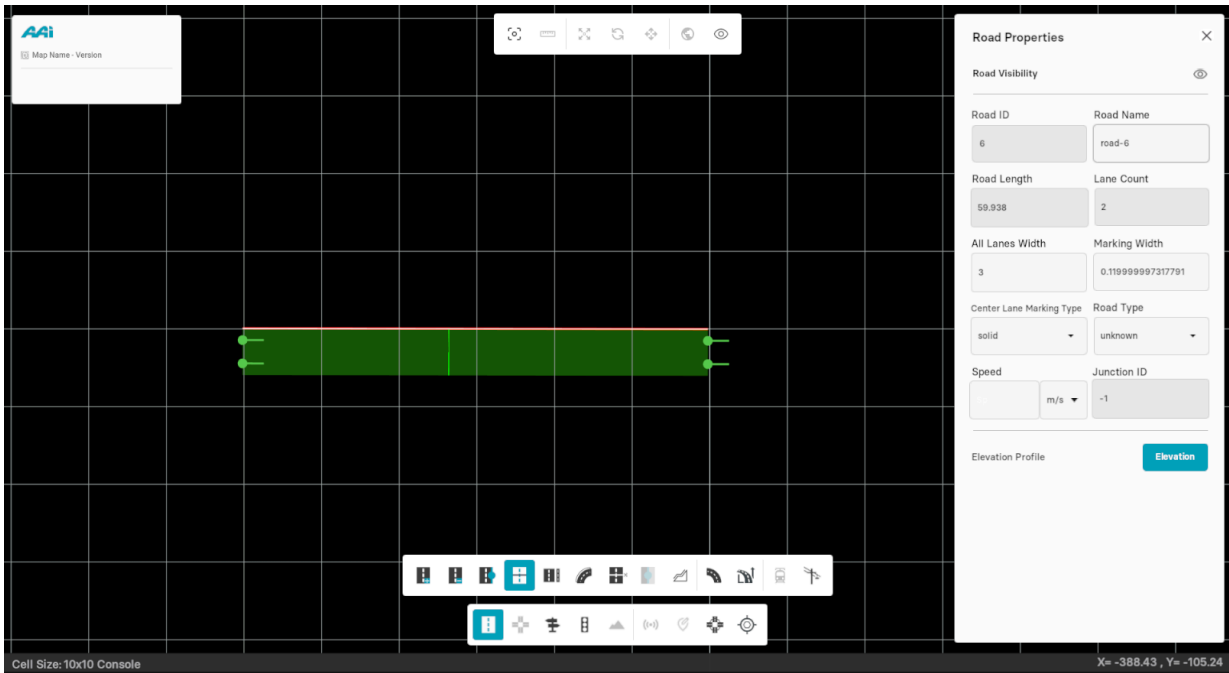 AAi
Map Name - Version
Road Properties
Road Visibility
Road ID
Road Name
6
road-6
Road Length
Lane Count
59.938
2
All Lanes Width
Marking Width
3
0.119999997317791
Center Lane Marking Type
Road Type
solid
unknown
Speed
Junction ID
m/s
-1
Elevation Profile
Elevation
Cell Size: 10x10 Console
X= -388.43 , Y= -105.24